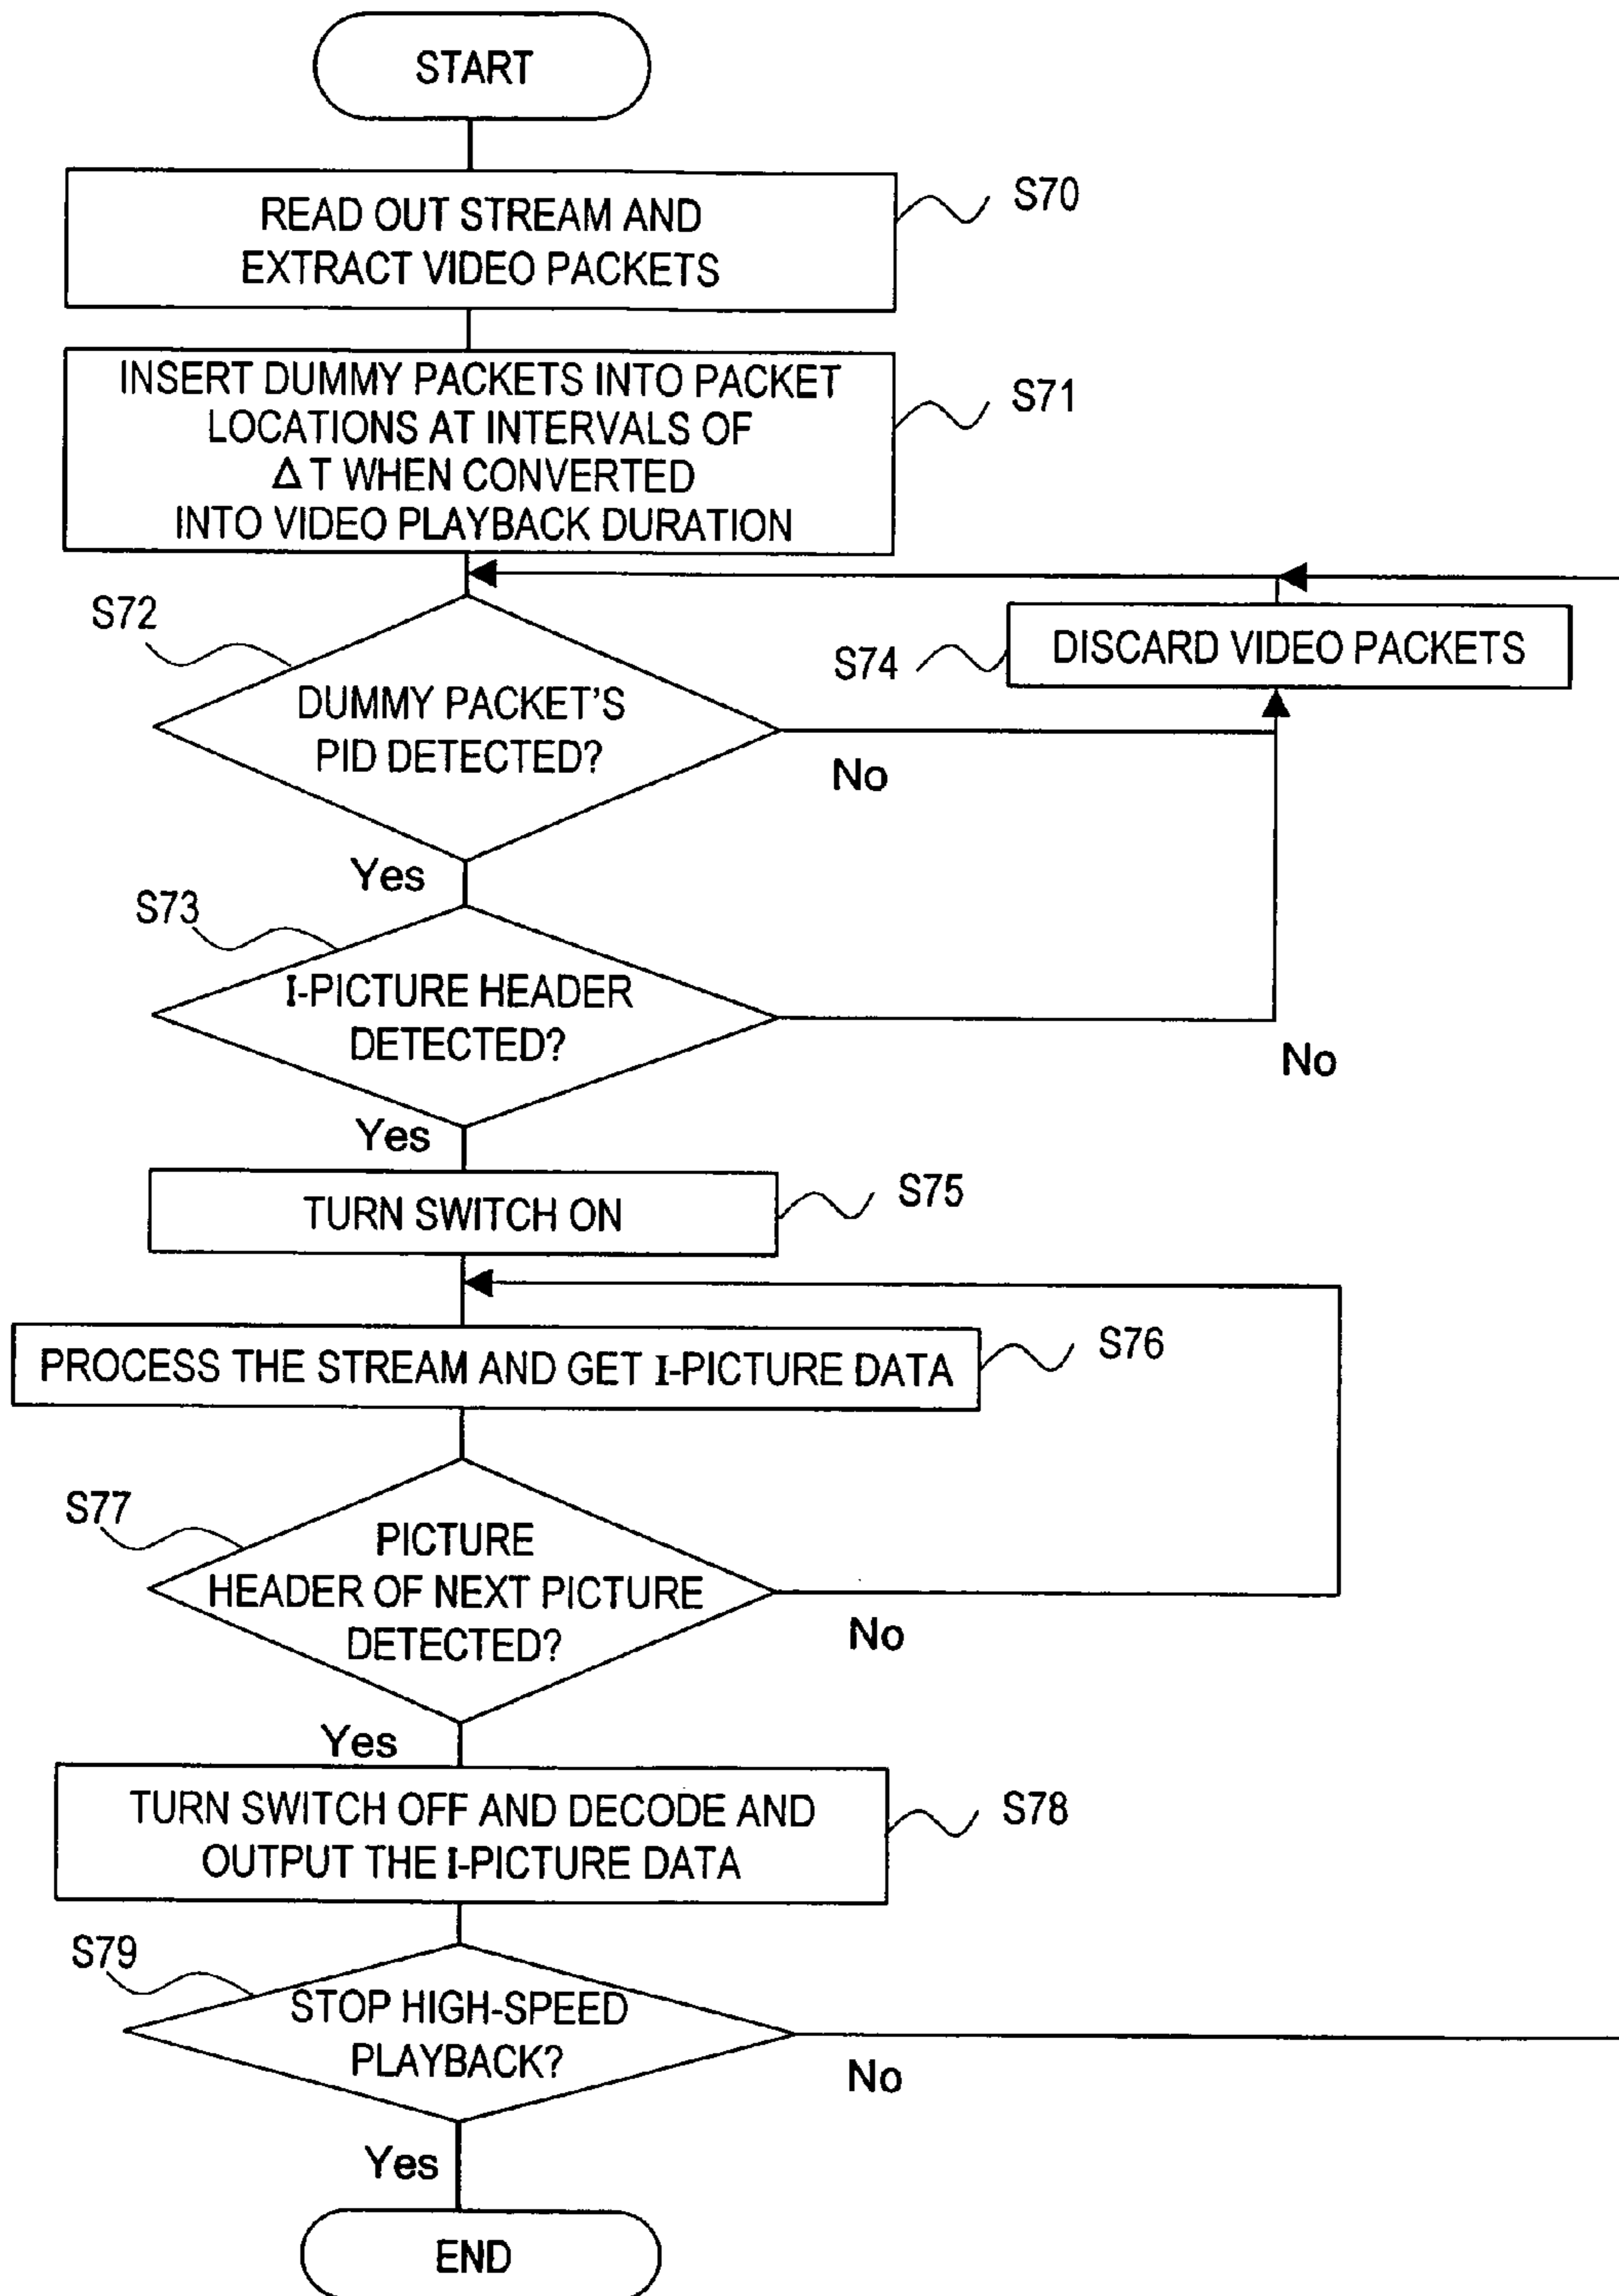 START
READ OUT STREAM AND
EXTRACT VIDEO PACKETS
S70
INSERT DUMMY PACKETS INTO PACKET
LOCATIONS AT INTERVALS OF
Δ T WHEN CONVERTED
INTO VIDEO PLAYBACK DURATION
S71
S72
DUMMY PACKET'S
PID DETECTED?
No
S74
DISCARD VIDEO PACKETS
Yes
S73
I-PICTURE HEADER
DETECTED?
No
Yes
TURN SWITCH ON
S75
PROCESS THE STREAM AND GET I-PICTURE DATA
S76
S77
PICTURE
HEADER OF NEXT PICTURE
DETECTED?
No
Yes
TURN SWITCH OFF AND DECODE AND
OUTPUT THE I-PICTURE DATA
S78
S79
STOP HIGH-SPEED
PLAYBACK?
No
Yes
END